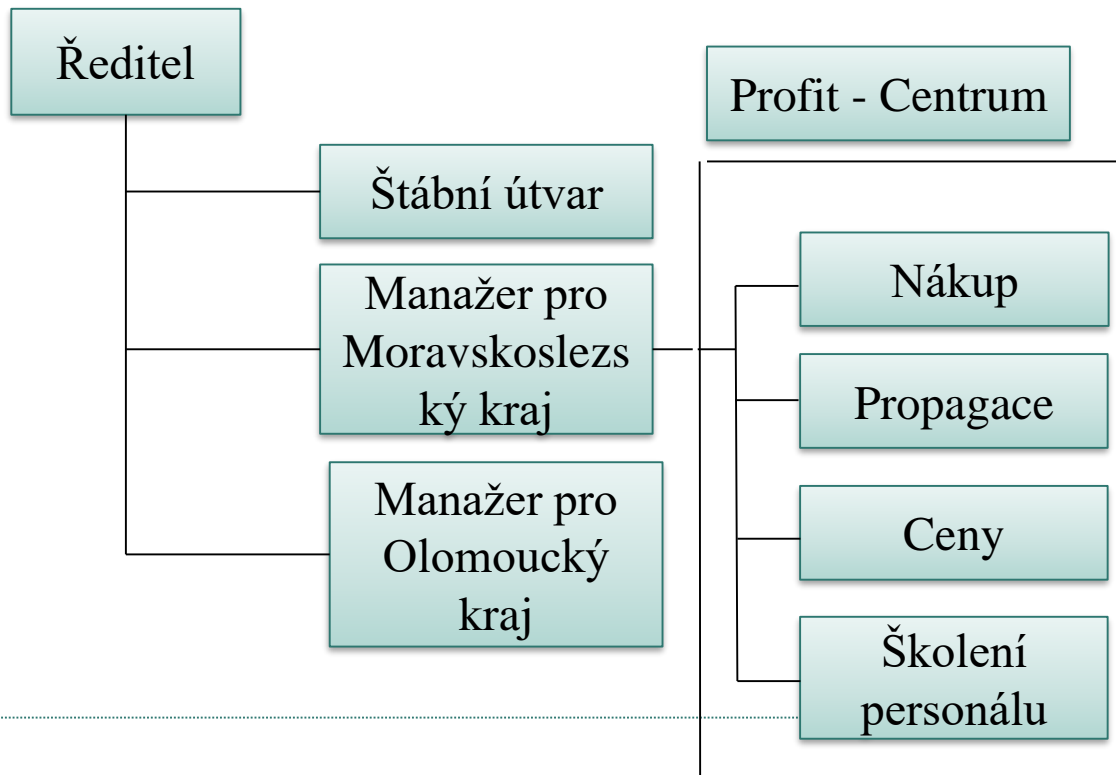 Ředitel
Profit - Centrum
Štábní útvar
Manažer pro
Moravskoslezs
ký kraj
Manažer pro
Olomoucký
kraj
Nákup
Propagace
Ceny
Školení
personálu